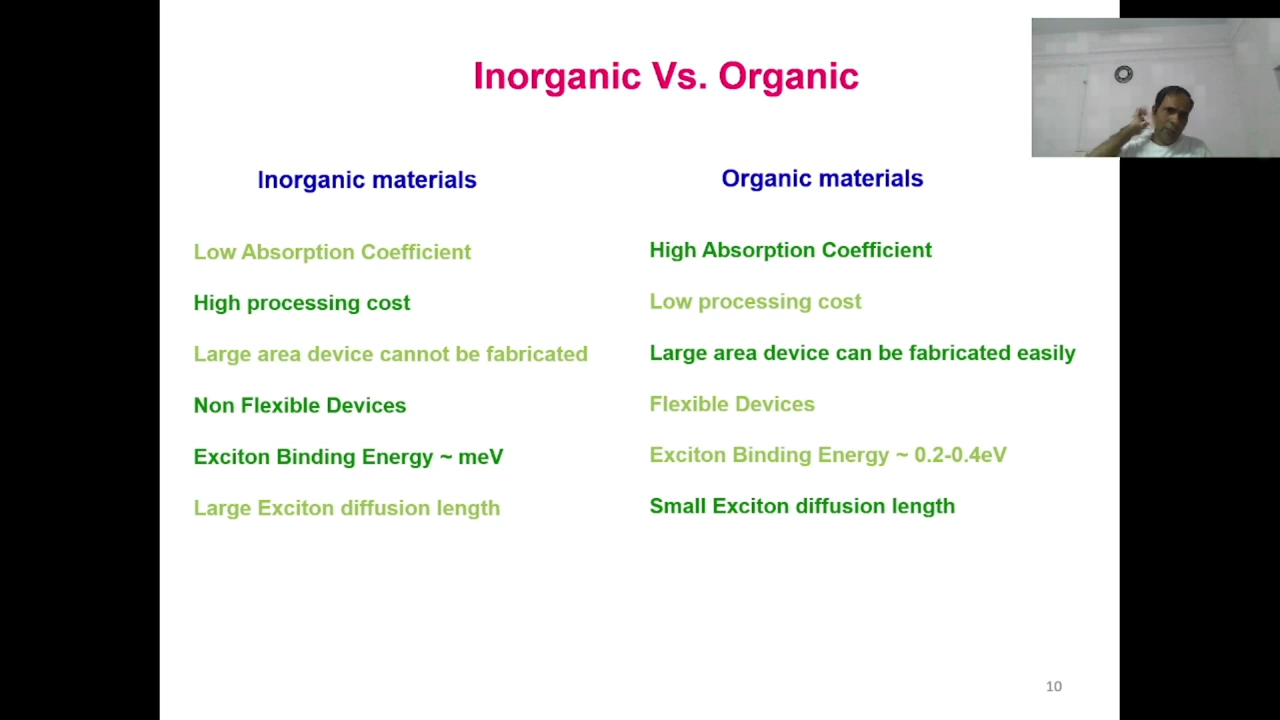 Inorganic Vs. Organic
Inorganic materials
Low Absorption Coefficient
High processing cost
Large area device cannot be fabricated
Non Flexible Devices
Exciton Binding Energy ~ meV
Large Exciton diffusion length
Organic materials
High Absorption Coefficient
Low processing cost
Large area device can be fabricated easily
Flexible Devices
Exciton Binding Energy ~ 0.2-0.4eV
Small Exciton diffusion length
10